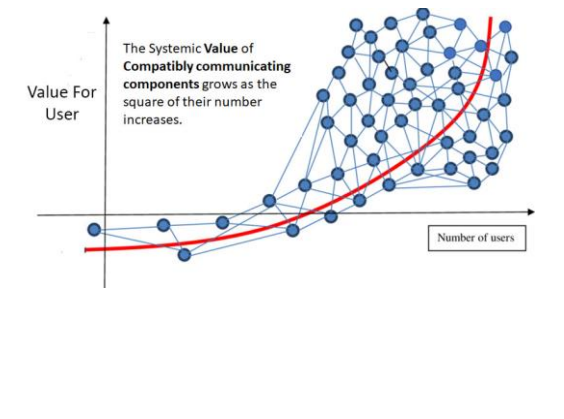 The Systemic Value of
Compatibly communicating
components grows as the
square of their number
increases.
Value For
User
Number of users